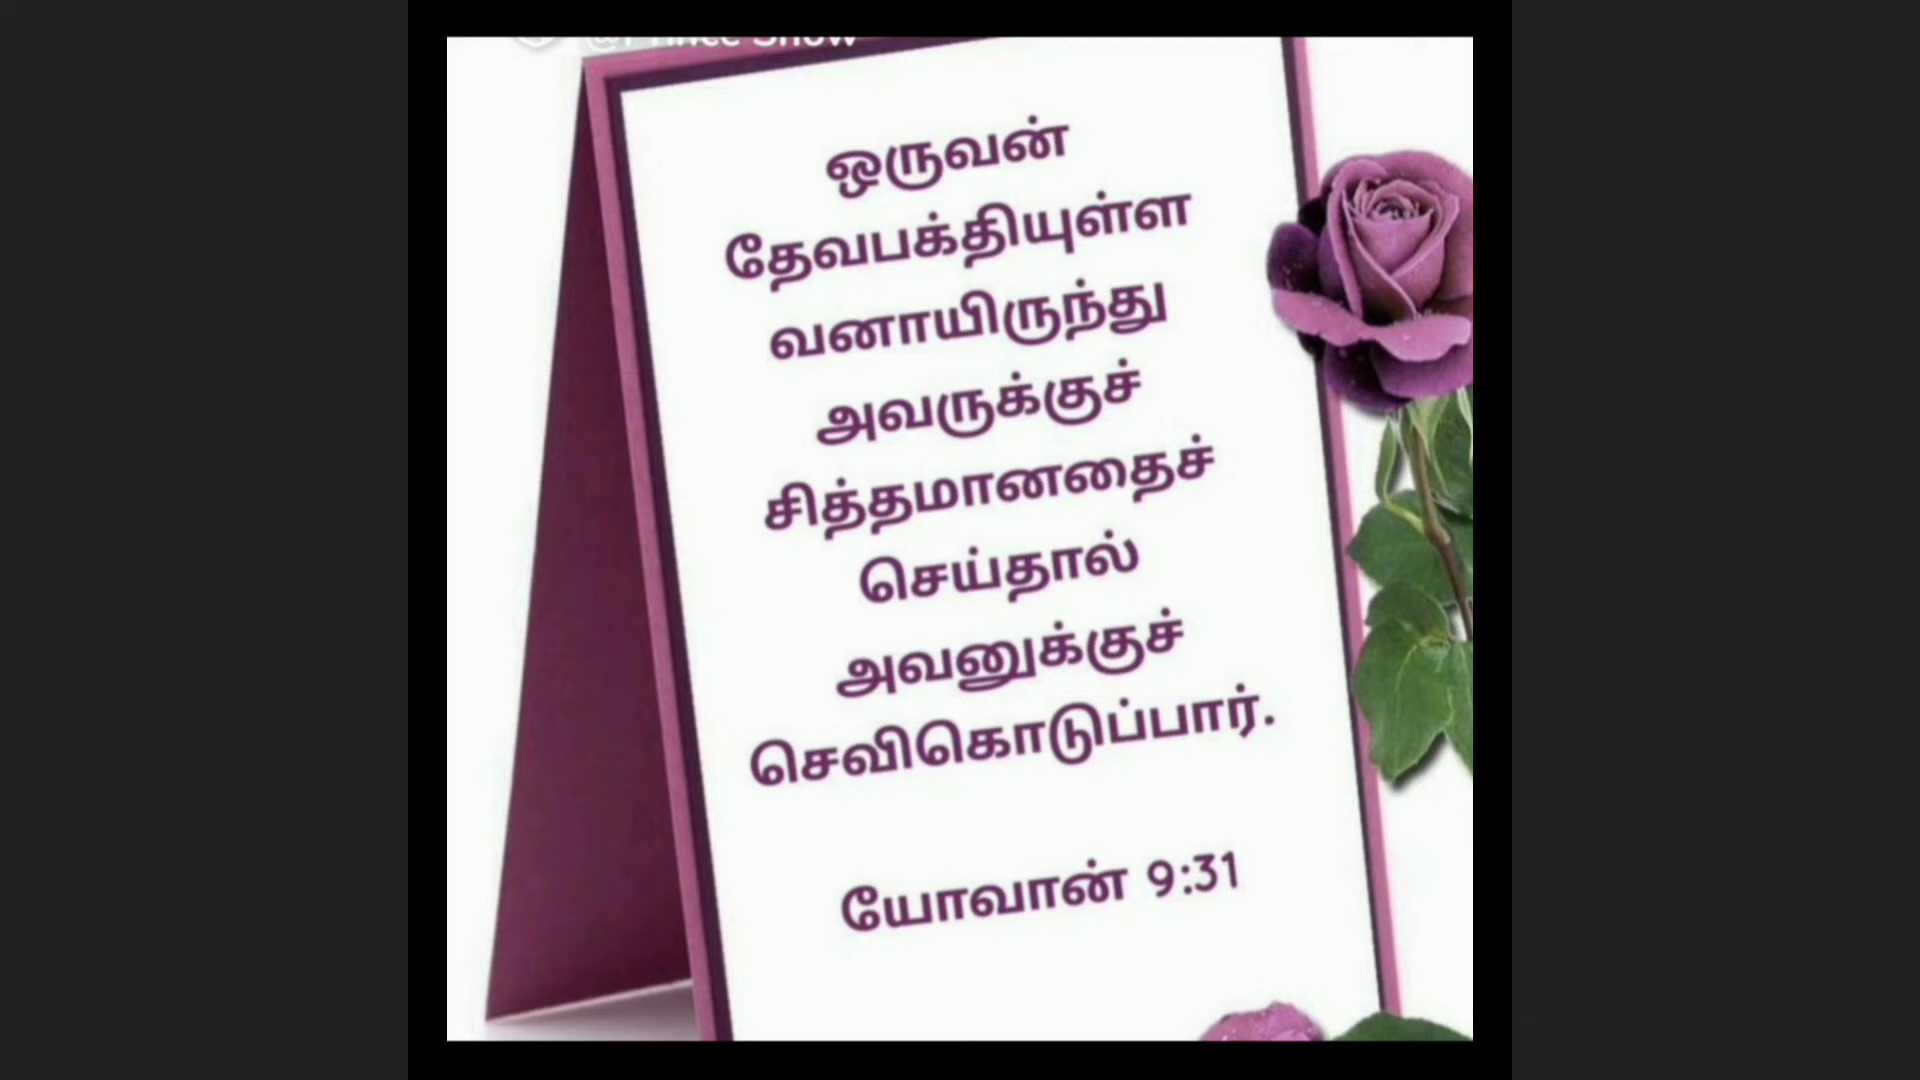 ஒருவன்
தேவபக்தியுள்ள
வனாயிருந்து
அவருக்குச்
சித்தமானதைச்
செய்தால்
அவனுக்குச்
செவிகொடுப்பார்.
யோவான் 9:31